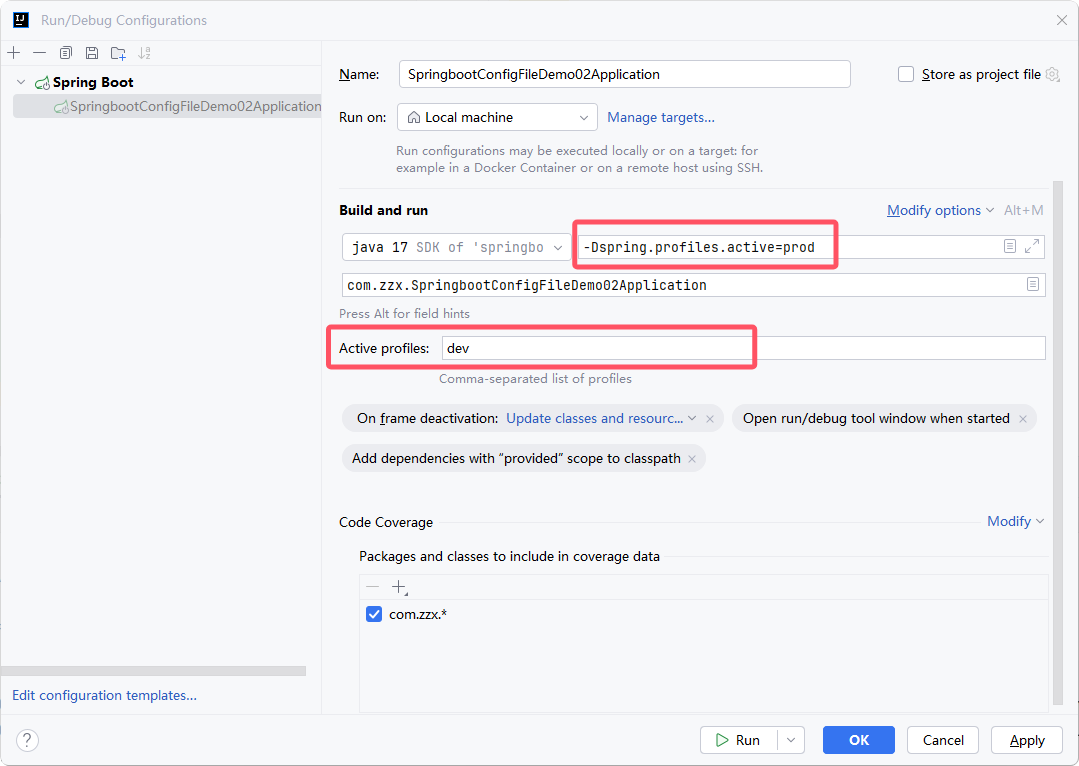 Run/Debug Configurations
Spring Boot
SpringbootConfigFileDemo02Application
Name: SpringbootConfigFileDemo02Application Store as project file
Run on: Local machine Manage targets...
Run configurations may be executed locally or on a target: for
example in a Docker Container or on a remote host using SSH.
Build and run Modify options Alt+M
java 17 SDK of 'springbo -Dspring.profiles.active=prod
com.zzx.SpringbootConfigFileDemo02Application
Press Alt for field hints
Active profiles: dev
Comma-separated list of profiles
On frame deactivation: Update classes and resourc... Open run/debug tool window when started
Add dependencies with “provided” scope to classpath
Code Coverage Modify
Packages and classes to include in coverage data
com.zzx.*
Edit configuration templates...
? Run OK Cancel Apply